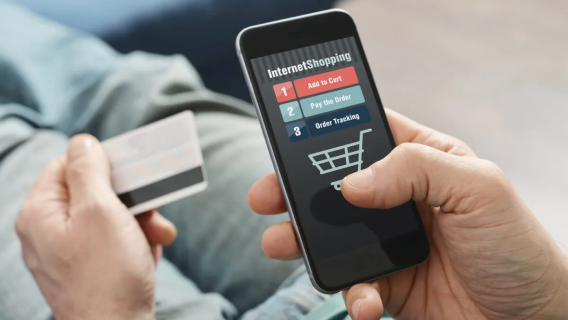 InternetShopping
1 Add to Cart
2 Pay the Order
3 Order Tracking